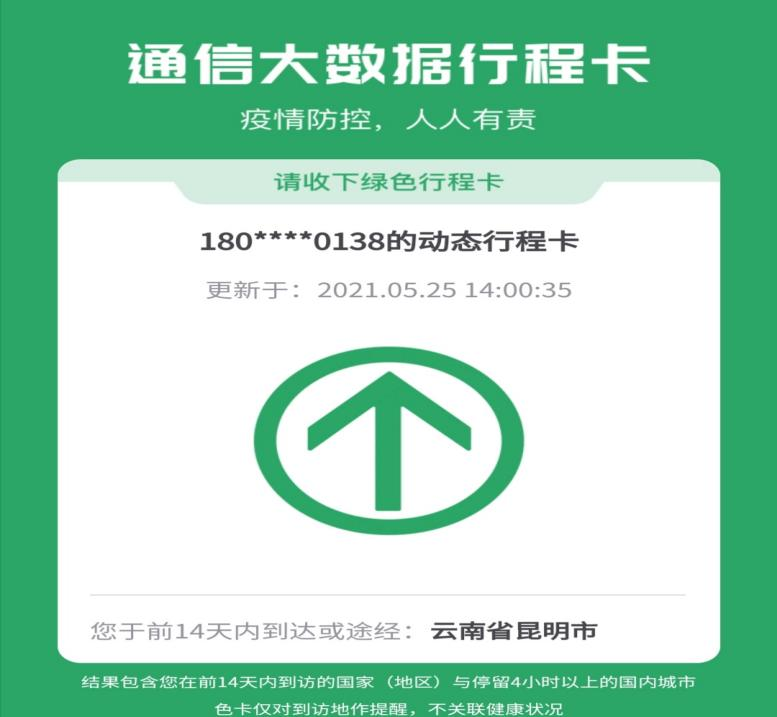 通信大数据行程卡
疫情防控，人人有责
请收下绿色行程卡
180****0138的动态行程卡
更新于：2021.05.25 14:00:35
您于前14天内到达或途经：云南省昆明市
结果包含您在前14天内到访的国家（地区）与停留4小时以上的国内城市
色卡仅对到访地作提醒，不关联健康状况